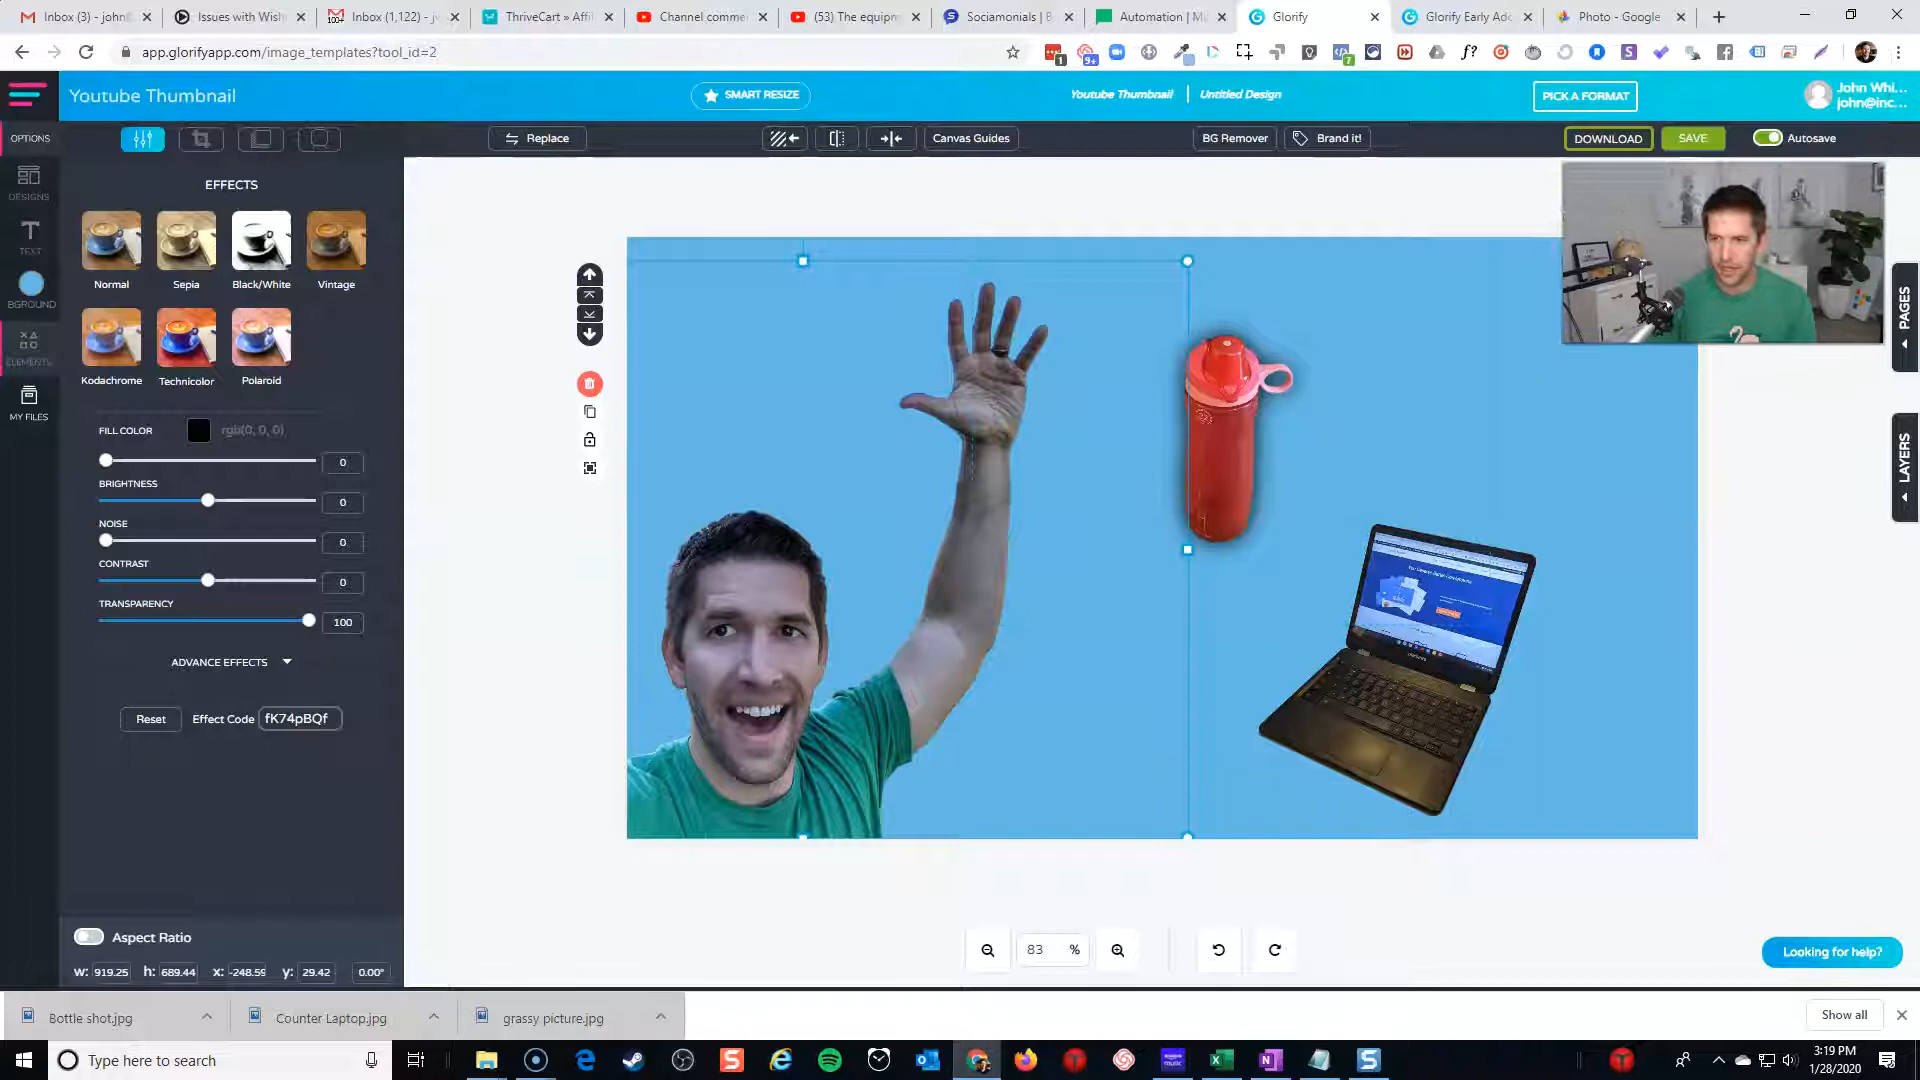 Inbox (3) - john@
Issues with Wish
Inbox (1,122) - j
ThriveCart » Affil
Channel comme
(53) The equipm
Sociamonials | B
Automation | M
Glorify
Glorify Early Ado
Photo - Google
app.glorifyapp.com/image_templates?tool_id=2
Youtube Thumbnail
SMART RESIZE
Youtube Thumbnail
Untitled Design
PICK A FORMAT
John Whi...
john@inc...
OPTIONS
Replace
Canvas Guides
BG Remover
Brand it!
DOWNLOAD
SAVE
Autosave
DESIGNS
TEXT
BGROUND
ELEMENTS
MY FILES
EFFECTS
Normal
Sepia
Black/White
Vintage
Kodachrome
Technicolor
Polaroid
FILL COLOR
rgb(0, 0, 0)
0
BRIGHTNESS
0
NOISE
0
CONTRAST
0
TRANSPARENCY
100
ADVANCE EFFECTS
Reset
Effect Code
fK74pBQf
PAGES
LAYERS
Aspect Ratio
w: 919.25 h: 689.44 x: -248.59 y: 29.42 0.00°
83 %
Looking for help?
Bottle shot.jpg
Counter Laptop.jpg
grassy picture.jpg
Show all
Type here to search
3:19 PM
1/28/2020